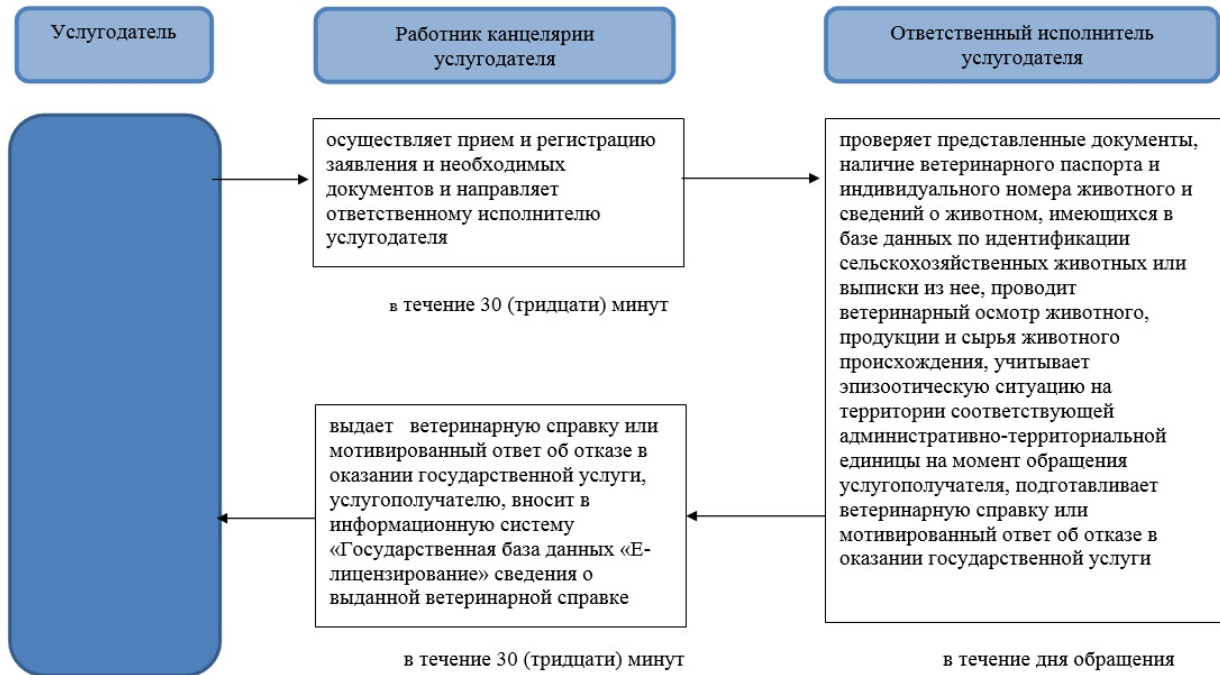 Услугодатель
Работник канцелярии
услугодателя
Ответственный исполнитель
услугодателя
осуществляет прием и регистрацию
заявления и необходимых
документов и направляет
ответственному исполнителю
услугодателя
в течение 30 (тридцати) минут
проверяет представленные документы,
наличие ветеринарного паспорта и
индивидуального номера животного и
сведений о животном, имеющихся в
базе данных по идентификации
сельскохозяйственных животных или
выписки из нее, проводит
ветеринарный осмотр животного,
продукции и сырья животного
происхождения, учитывает
эпизоотическую ситуацию на
территории соответствующей
административно-территориальной
единицы на момент обращения
услугополучателя, подготавливает
ветеринарную справку или
мотивированный ответ об отказе в
оказании государственной услуги
в течение дня обращения
выдает ветеринарную справку или
мотивированный ответ об отказе в
оказании государственной услуги,
услугополучателю, вносит в
информационную систему
«Государственная база данных «Е-
лицензирование» сведения о
выданной ветеринарной справке
в течение 30 (тридцати) минут